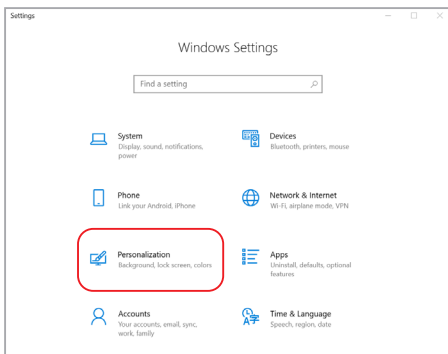 Settings
Windows Settings
Find a setting
System
Display, sound, notifications,
power
Devices
Bluetooth, printers, mouse
Phone
Link your Android, iPhone
Network & Internet
Wi-Fi, airplane mode, VPN
Personalization
Background, lock screen, colors
Apps
Uninstall, defaults, optional
features
Accounts
Your accounts, email, sync,
work, family
Time & Language
Speech, region, date